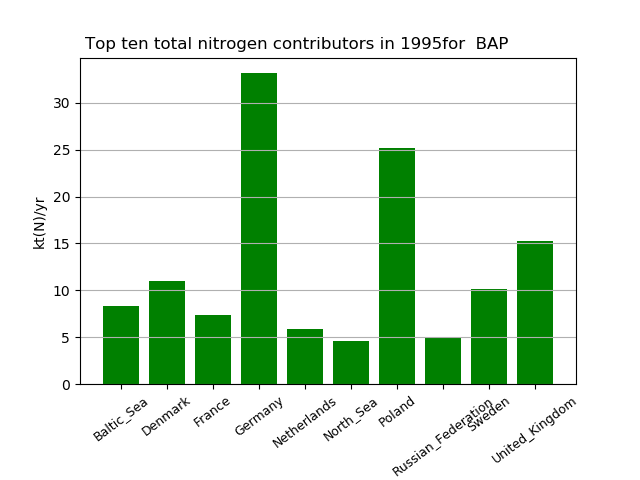 Top ten total nitrogen contributors in 1995for  BAP
kt(N)/yr
30
25
20
15
10
5
0
Baltic_Sea
Denmark
France
Germany
Netherlands
North_Sea
Poland
Russian_Federation
Sweden
United_Kingdom